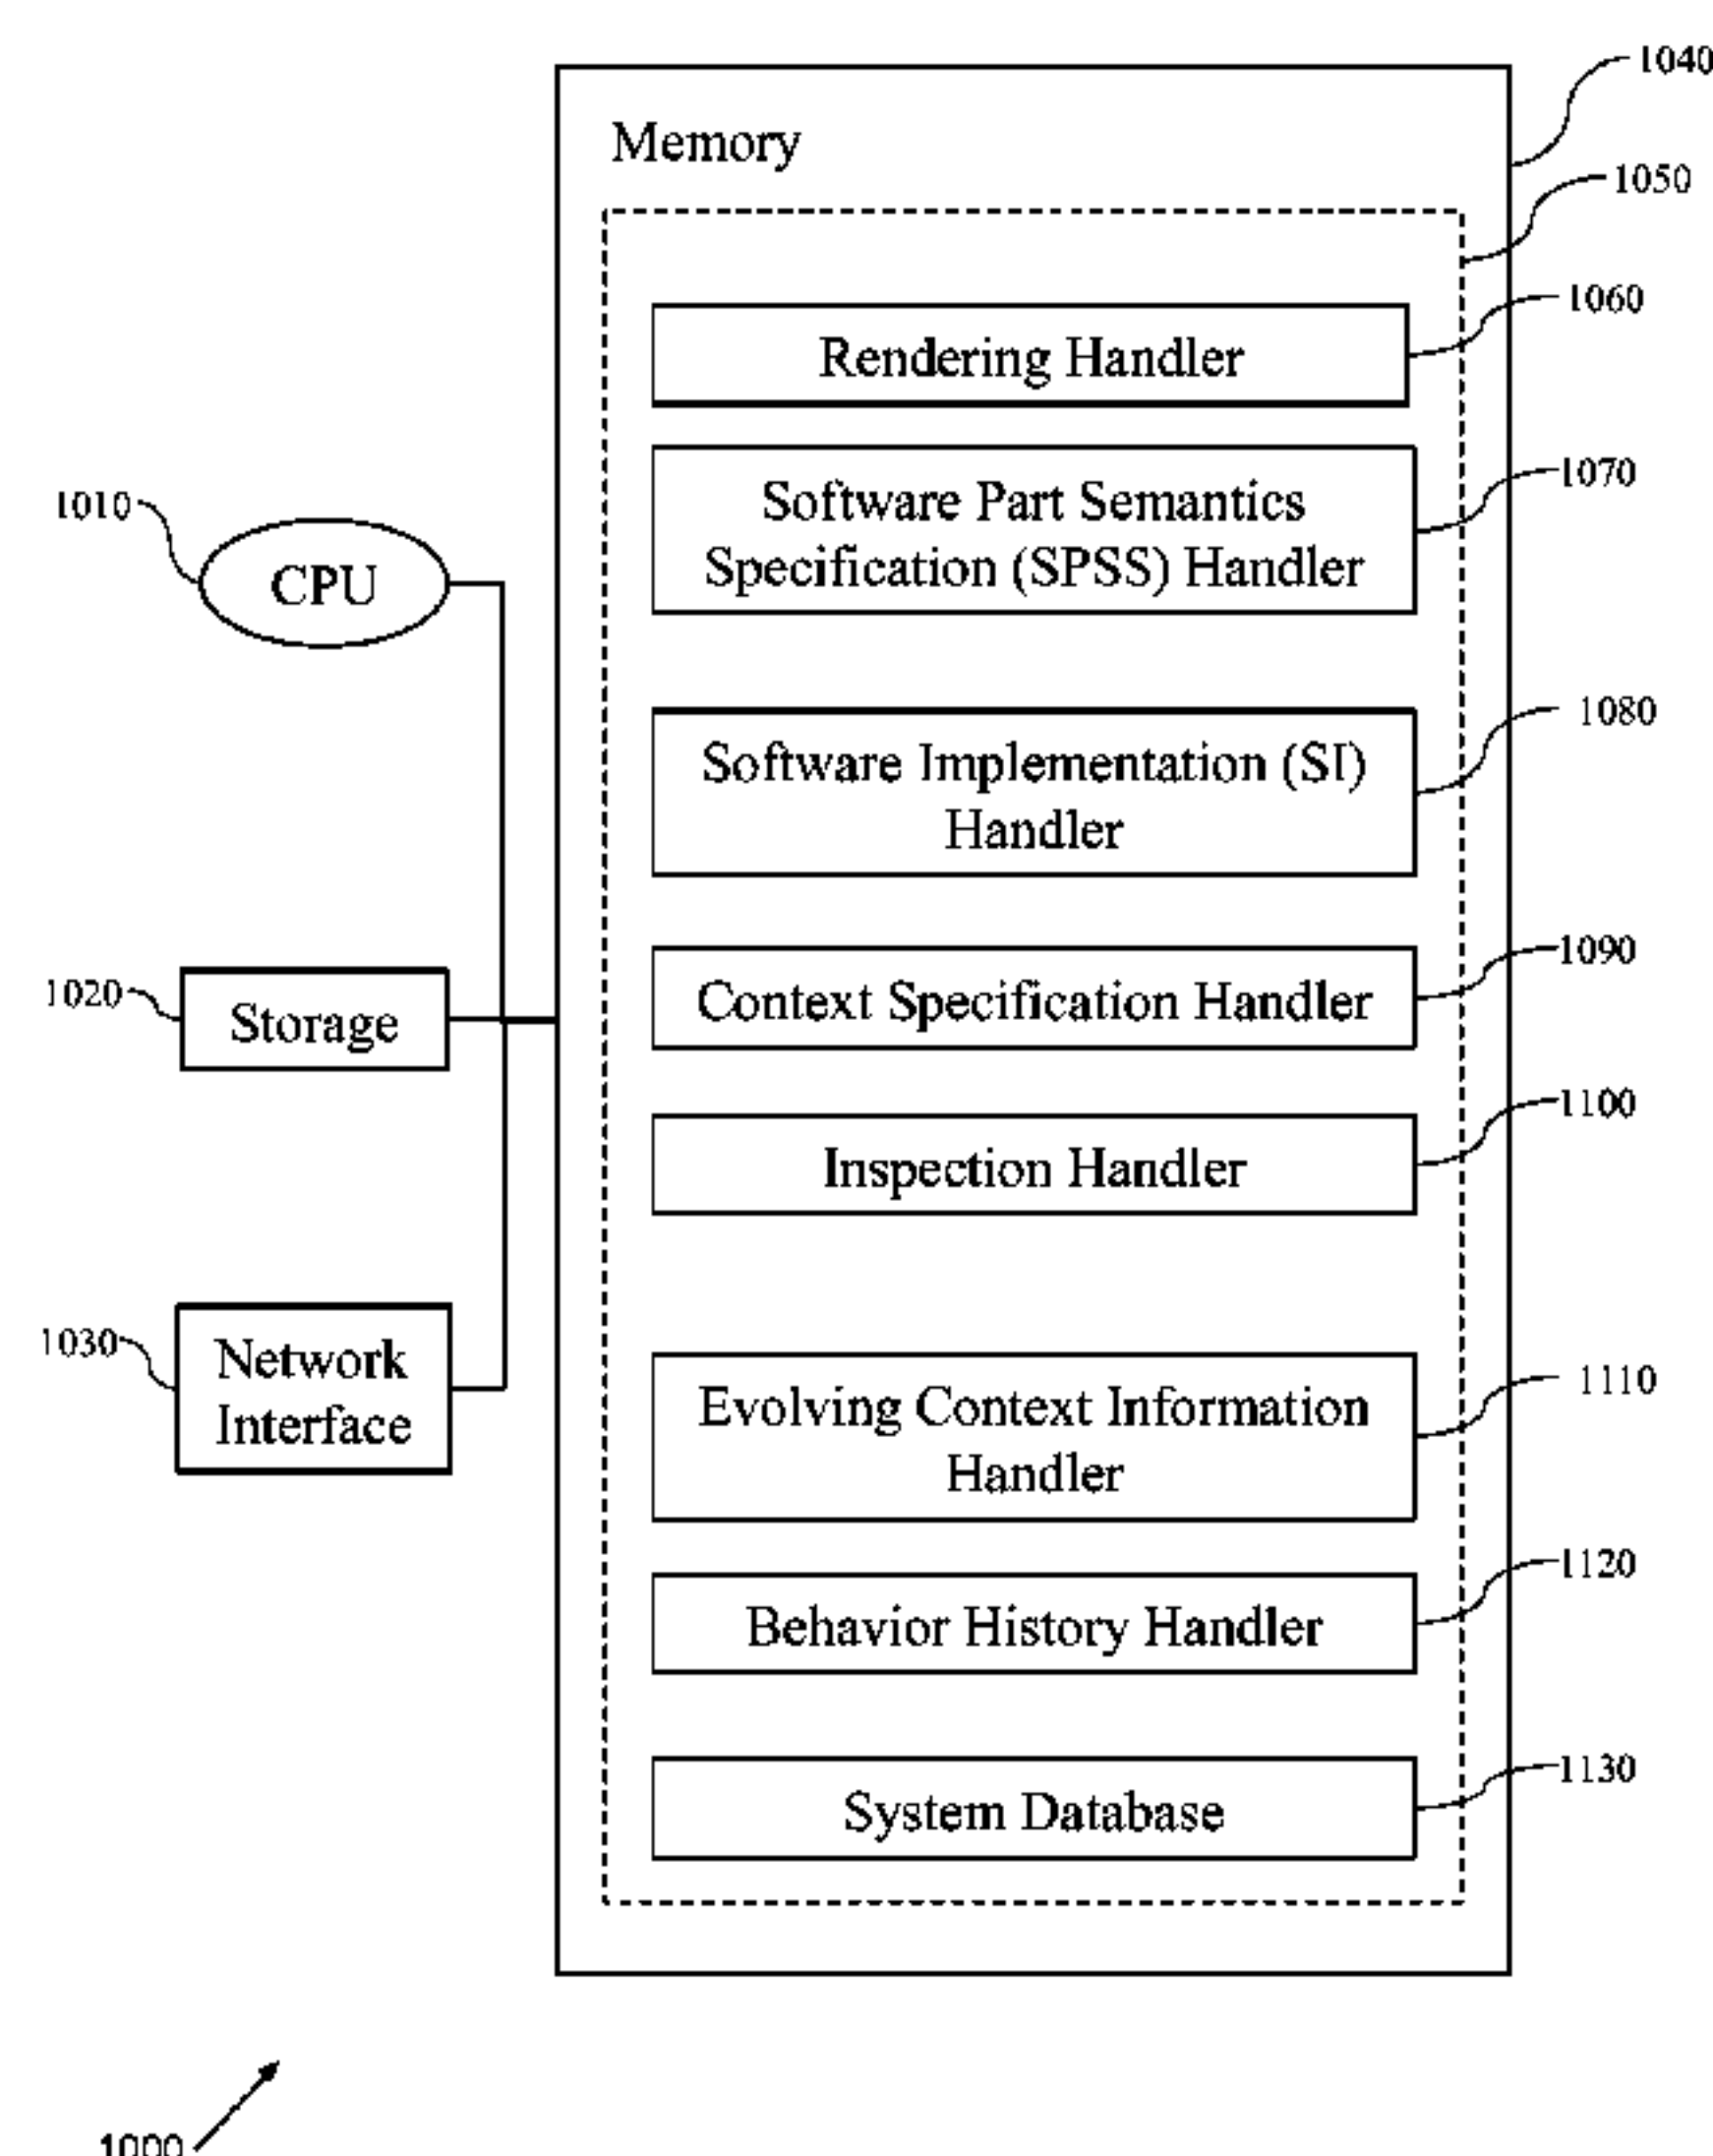 1040
Memory
1050
1060
Rendering Handler
1070
Software Part Semantics
Specification (SPSS) Handler
1010
CPU
1080
Software Implementation (SI)
Handler
1090
Context Specification Handler
1020
Storage
1100
Inspection Handler
1030
Network
Interface
1110
Evolving Context Information
Handler
1120
Behavior History Handler
1130
System Database
1000